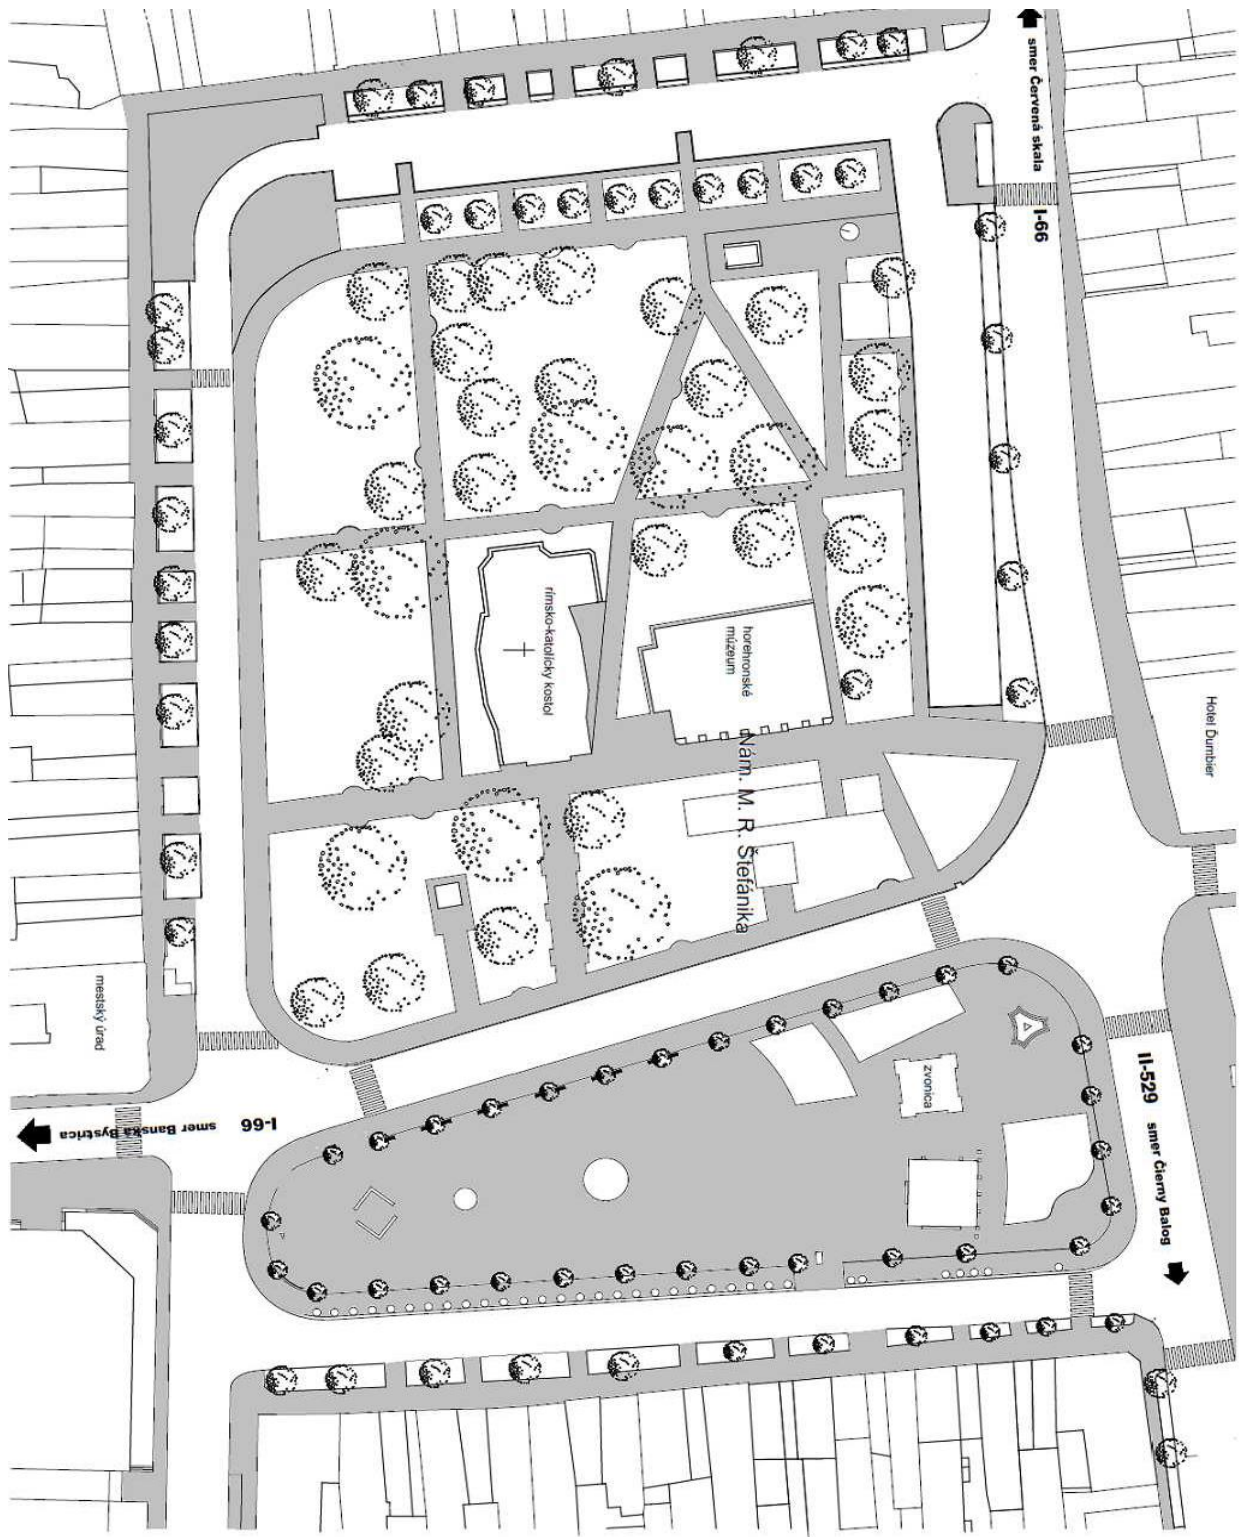 smer Červená skala
I-66
Hotel Ďumbier
rímsko-katolícky kostol
horehronské
múzeum
Nám. M. R. Štefánika
mestský úrad
zvonica
II-529
smer Čierny Balog
I-66
smer Banská Bystrica